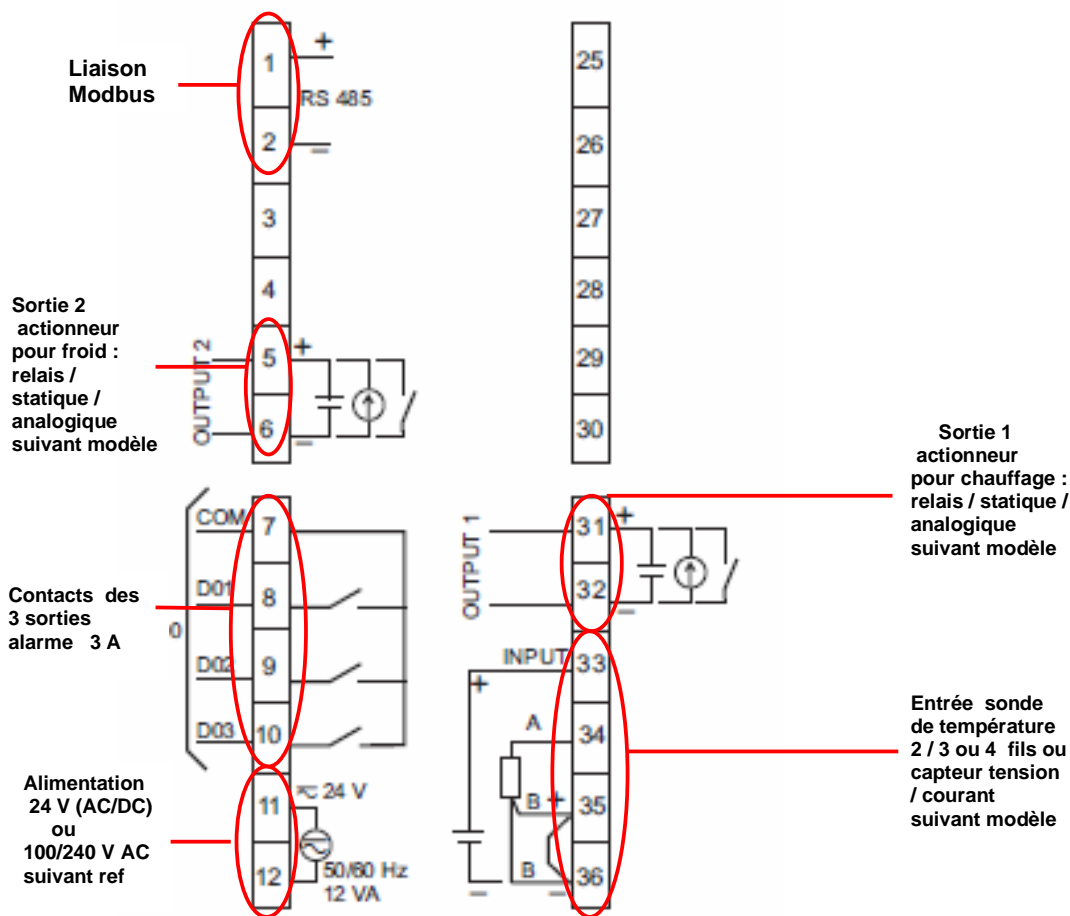 Liaison
Modbus
1
+
RS 485
2
–
3
4
Sortie 2
actionneur
pour froid :
relais /
statique /
analogique
suivant modèle
OUTPUT 2
5
+
6
–
COM
7
D01
8
Contacts des
3 sorties
alarme 3 A
0
D02
9
D03
10
Alimentation
24 V (AC/DC)
ou
100/240 V AC
suivant ref
11
24 V
12
50/60 Hz
12 VA
25
26
27
28
29
30
Sortie 1
actionneur
pour chauffage :
relais / statique /
analogique
suivant modèle
OUTPUT 1
31
+
32
–
INPUT
33
+
A
34
B
+
35
B
36
–
–
Entrée sonde
de température
2 / 3 ou 4 fils ou
capteur tension
/ courant
suivant modèle